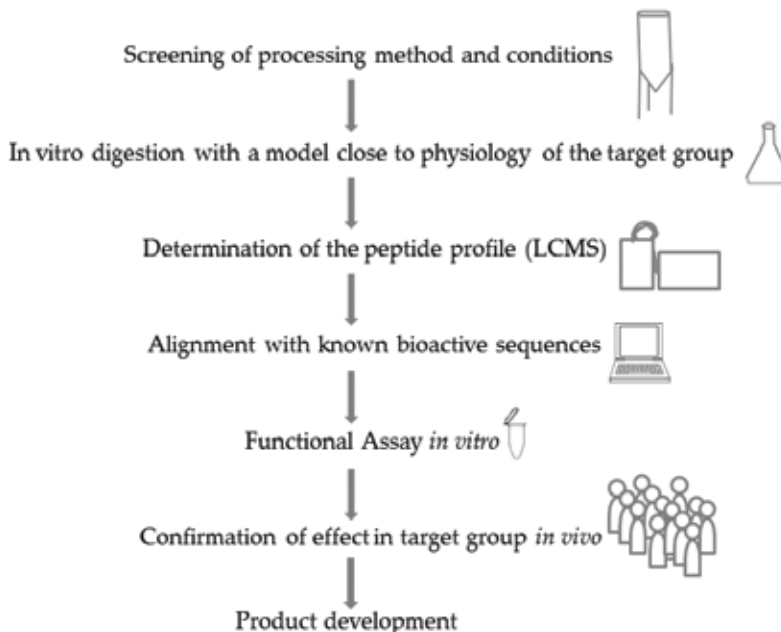 Screening of processing method and conditions
In vitro digestion with a model close to physiology of the target group
Determination of the peptide profile (LCMS)
Alignment with known bioactive sequences
Functional Assay in vitro
Confirmation of effect in target group in vivo
Product development